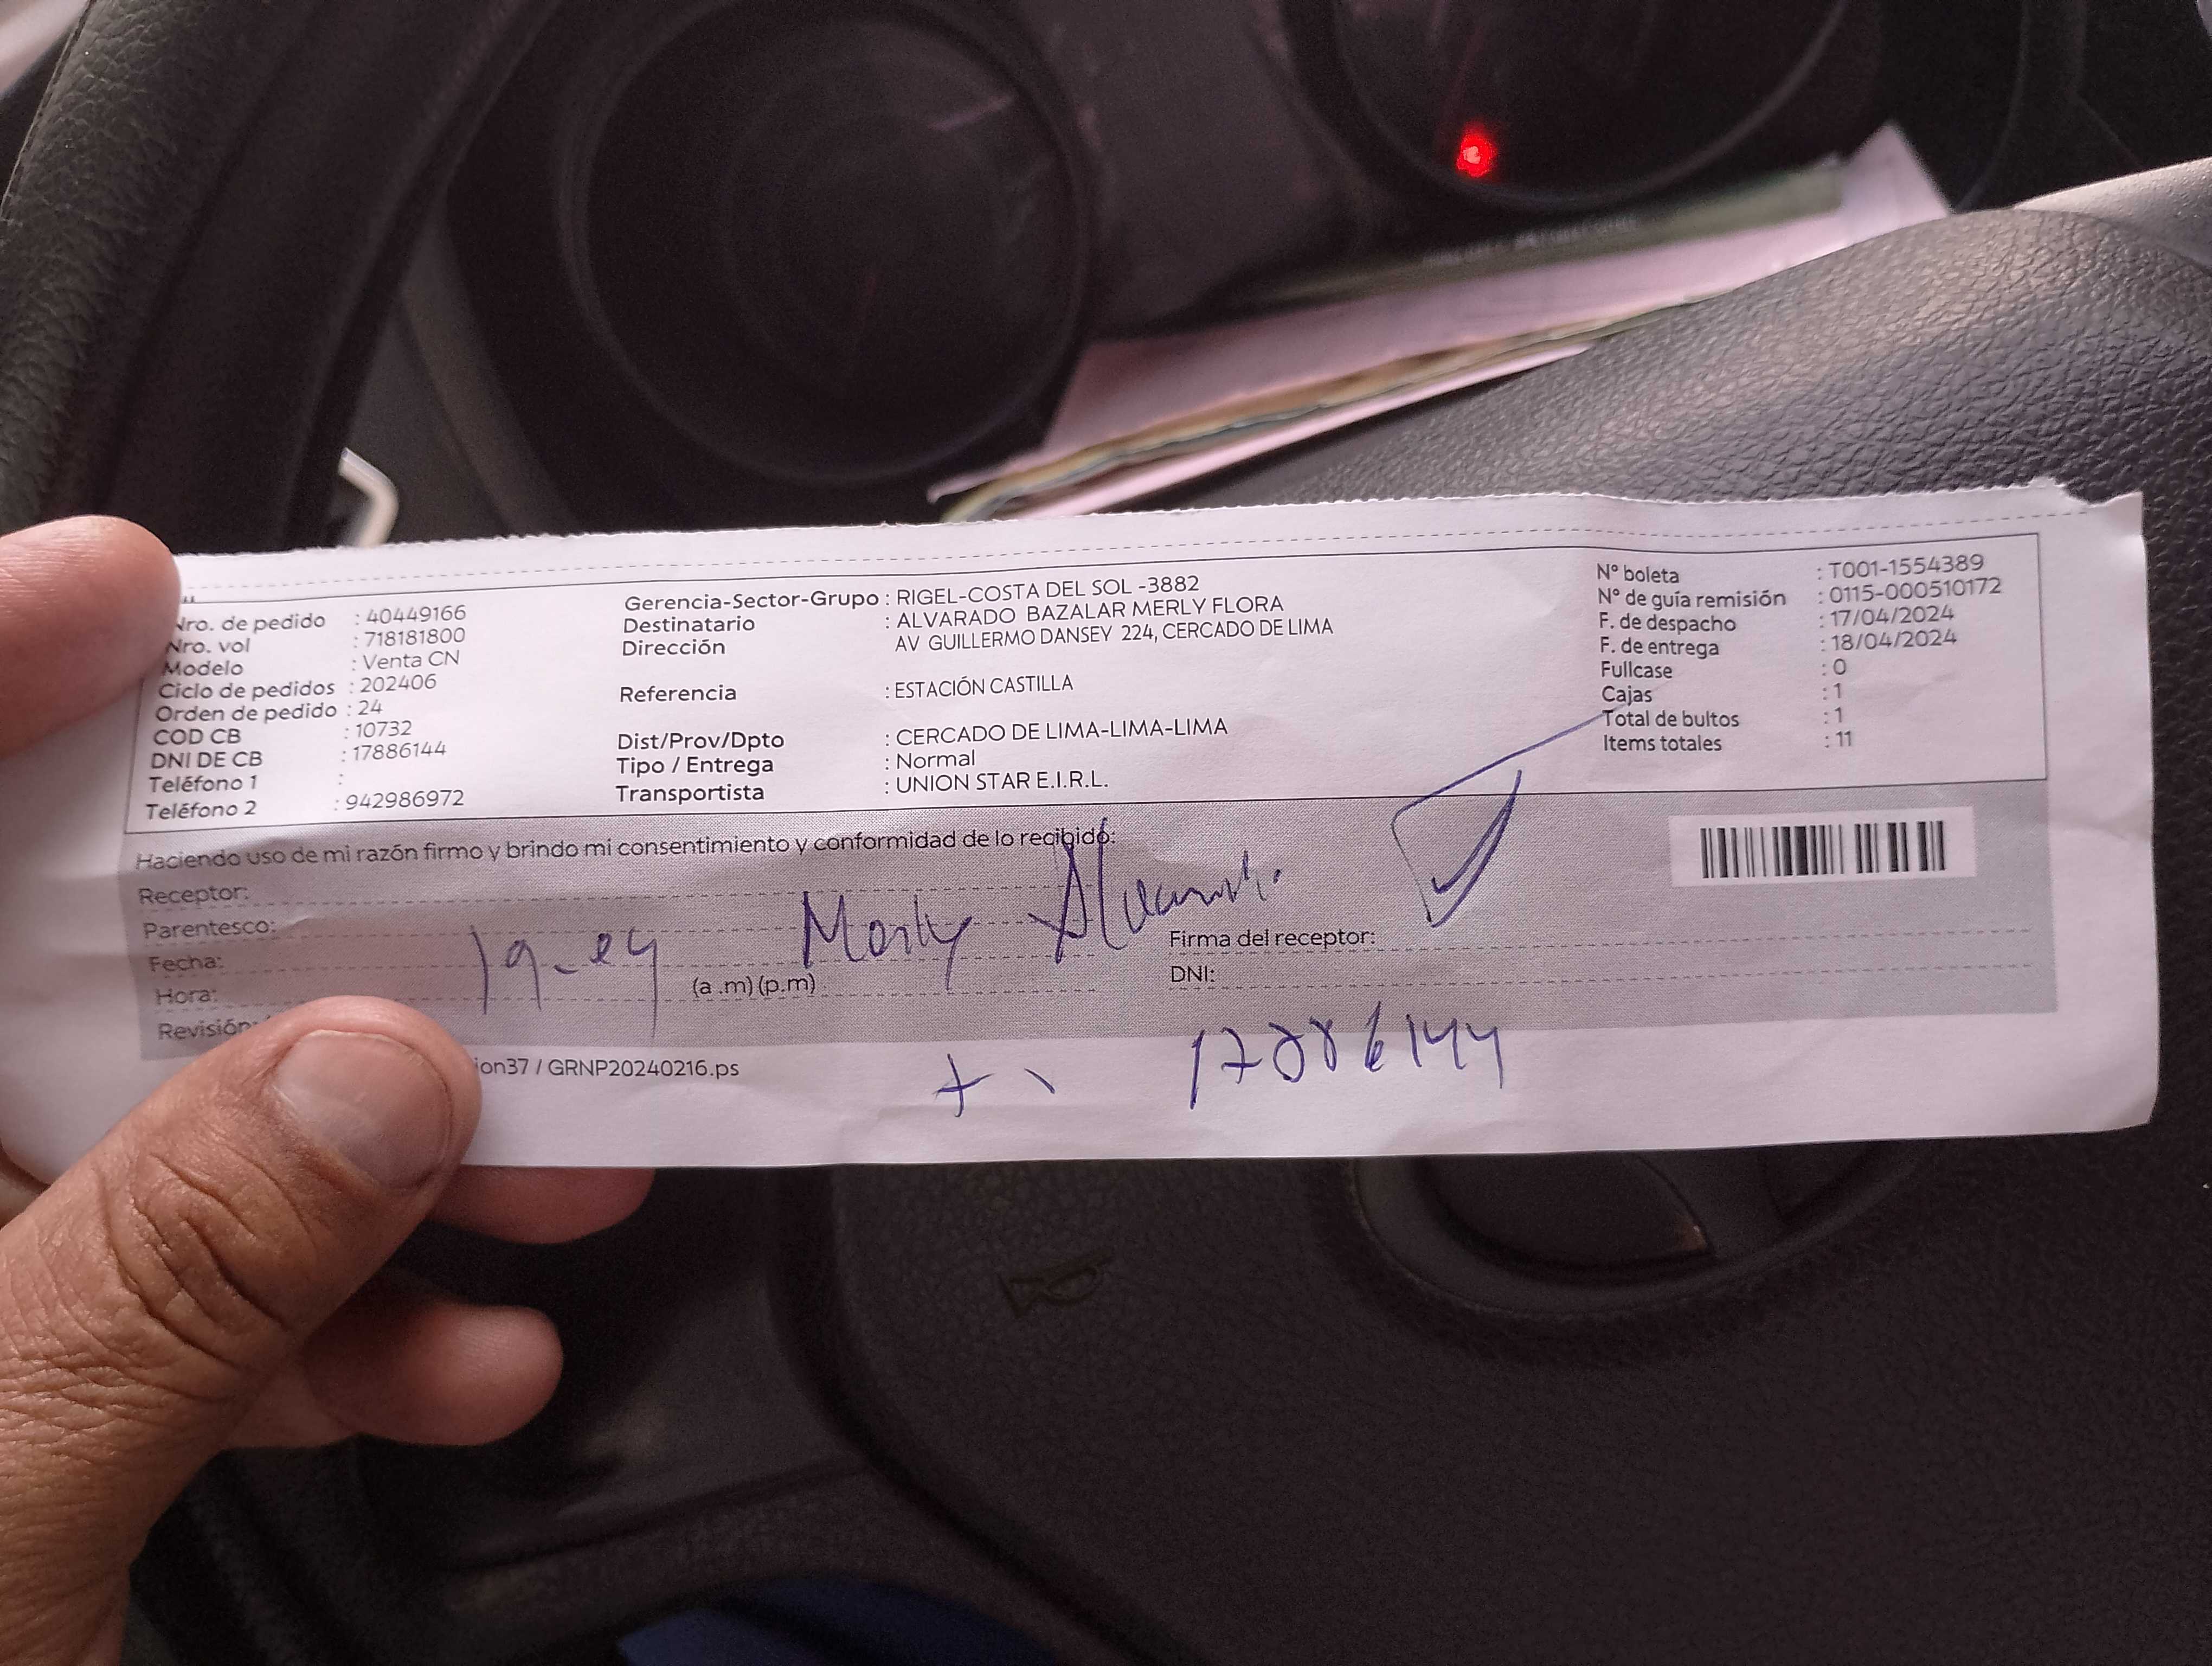 Nro. de pedido : 40449166
Nro. vol : 718181800
Modelo : Venta CN
Ciclo de pedidos : 202406
Orden de pedido : 24
COD CB : 10732
DNI DE CB : 17886144
Teléfono 1 :
Teléfono 2 : 942986972
Gerencia-Sector-Grupo : RIGEL-COSTA DEL SOL -3882
Destinatario : ALVARADO BAZALAR MERLY FLORA
Dirección AV GUILLERMO DANSEY 224, CERCADO DE LIMA
Referencia : ESTACIÓN CASTILLA
Dist/Prov/Dpto : CERCADO DE LIMA-LIMA-LIMA
Tipo / Entrega : Normal
Transportista : UNION STAR E.I.R.L.
N° boleta : T001-1554389
N° de guía remisión : 0115-000510172
F. de despacho : 17/04/2024
F. de entrega : 18/04/2024
Fullcase : 0
Cajas : 1
Total de bultos : 1
Items totales : 11
Haciendo uso de mi razón firmo y brindo mi consentimiento y conformidad de lo recibido:
Receptor:
Parentesco:
Merly
Fecha:
Hora: (a .m) (p.m)
Revisión:
Firma del receptor:
DNI:
17886144
ion37 / GRNP20240216.ps